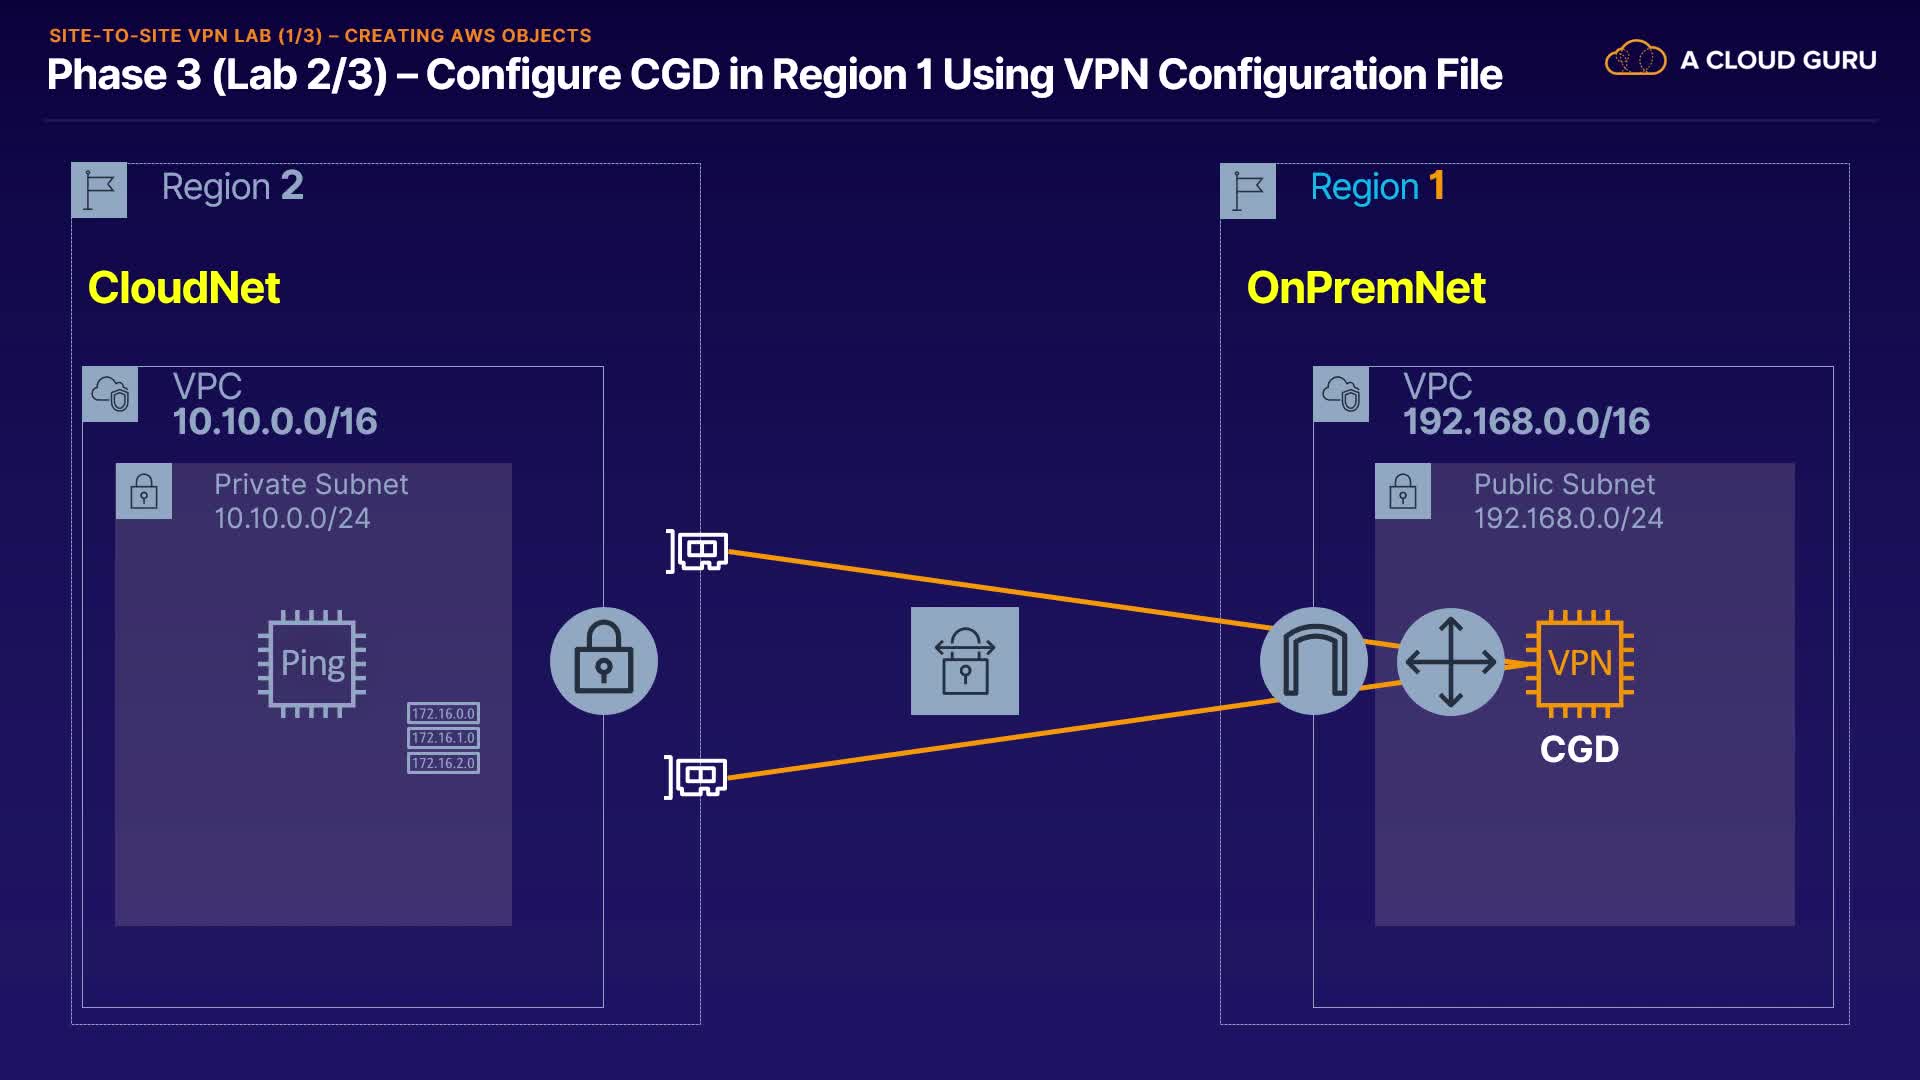 SITE-TO-SITE VPN LAB (1/3) – CREATING AWS OBJECTS
Phase 3 (Lab 2/3) – Configure CGD in Region 1 Using VPN Configuration File
A CLOUD GURU
Region 2
CloudNet
VPC
10.10.0.0/16
Private Subnet
10.10.0.0/24
Ping
172.16.0.0
172.16.1.0
172.16.2.0
Region 1
OnPremNet
VPC
192.168.0.0/16
Public Subnet
192.168.0.0/24
VPN
CGD